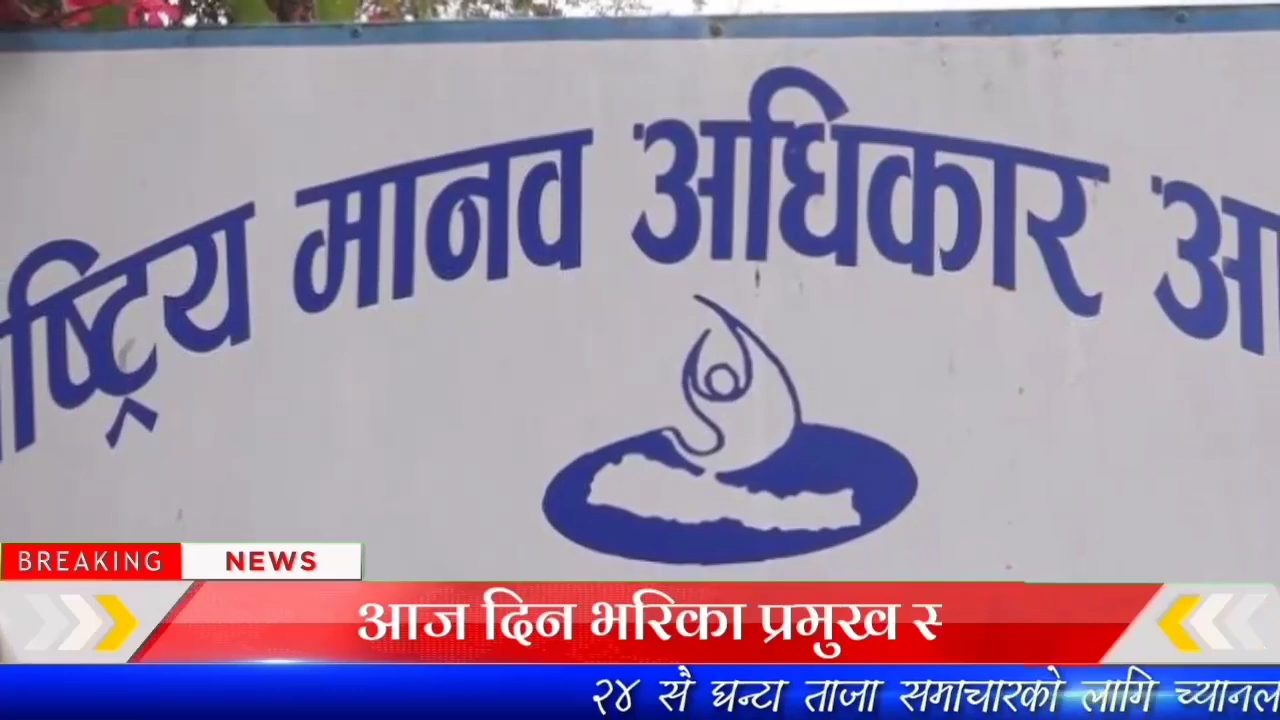 राष्ट्रिय मानव अधिकार आ
BREAKING NEWS
आज दिन भरिका प्रमुख स
२४ सै घन्टा ताजा समाचारको लागि च्यानल